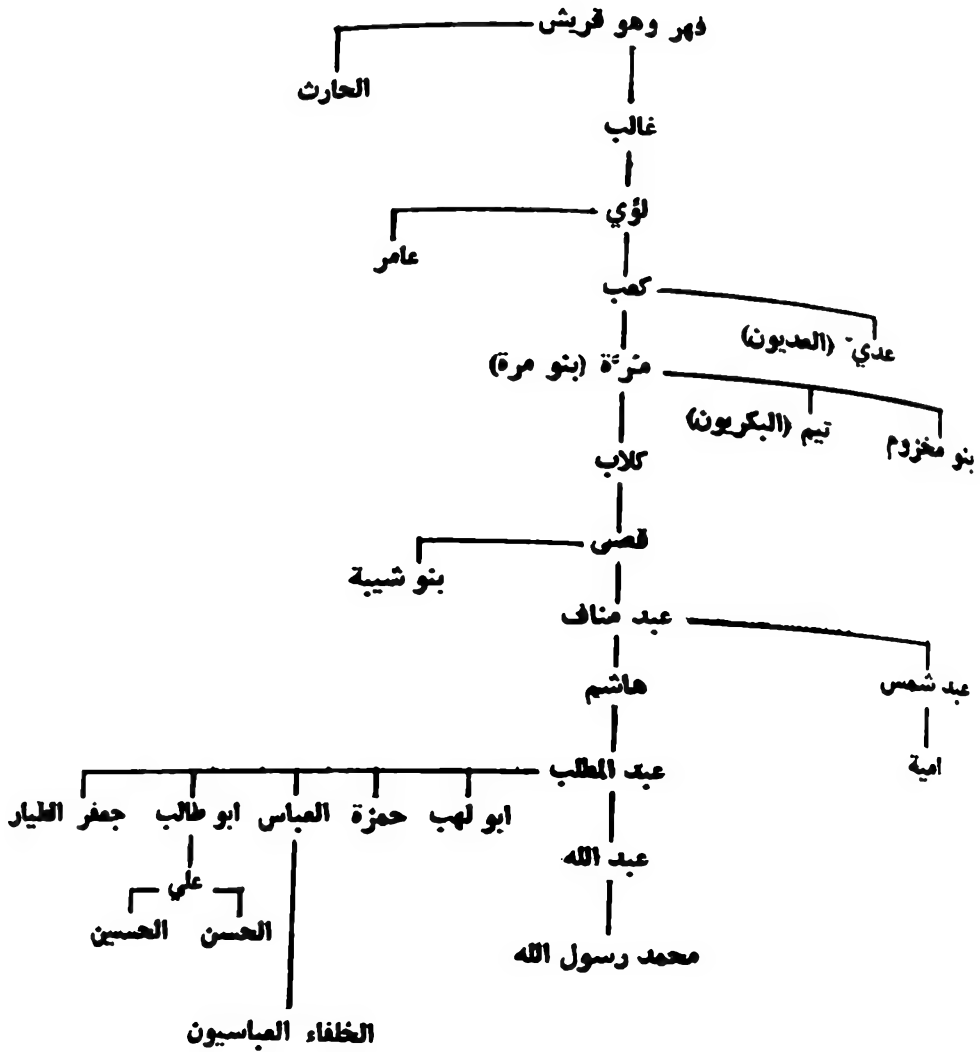 فهر وهو قريش
الحارث
غالب
لؤي
عامر
كعب
عديّ (العديون)
مُرَّة (بنو مرة)
تيم (البكريون)
بنو مخزوم
كلاب
قصى
بنو شيبة
عبد مناف
هاشم
عبد شمس
عبد المطلب
امية
ابو لهب حمزة العباس ابو طالب جعفر الطيار
عبد الله
علي
الحسن الحسين
محمد رسول الله
الخلفاء العباسيون